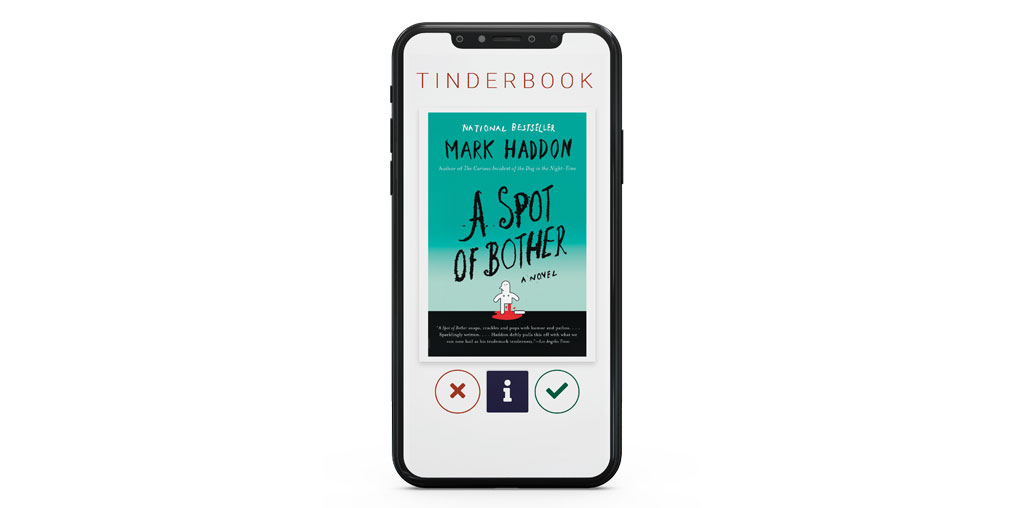 TINDERBOOK
NATIONAL BESTSELLER
MARK HADDON
Author of The Curious Incident of the Dog in the Night-Time
A SPOT
OF BOTHER
A NOVEL
"A Spot of Bother snaps, crackles and pops with humor and pathos. . . .
Sparklingly written. . . . Haddon deftly pulls this off with what we
can now hail as his trademark tenderness."—Los Angeles Times
i